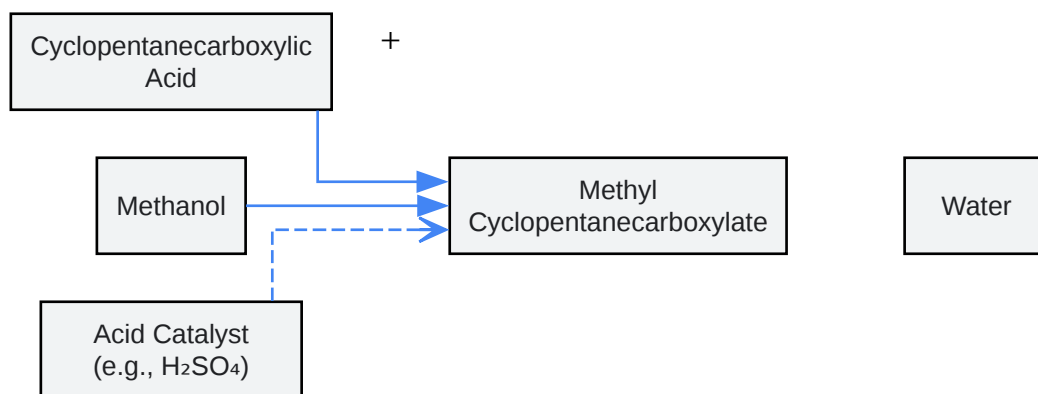 Cyclopentanecarboxylic
Acid
+
Methanol
Methyl
Cyclopentanecarboxylate
Water
Acid Catalyst
(e.g., H₂SO₄)